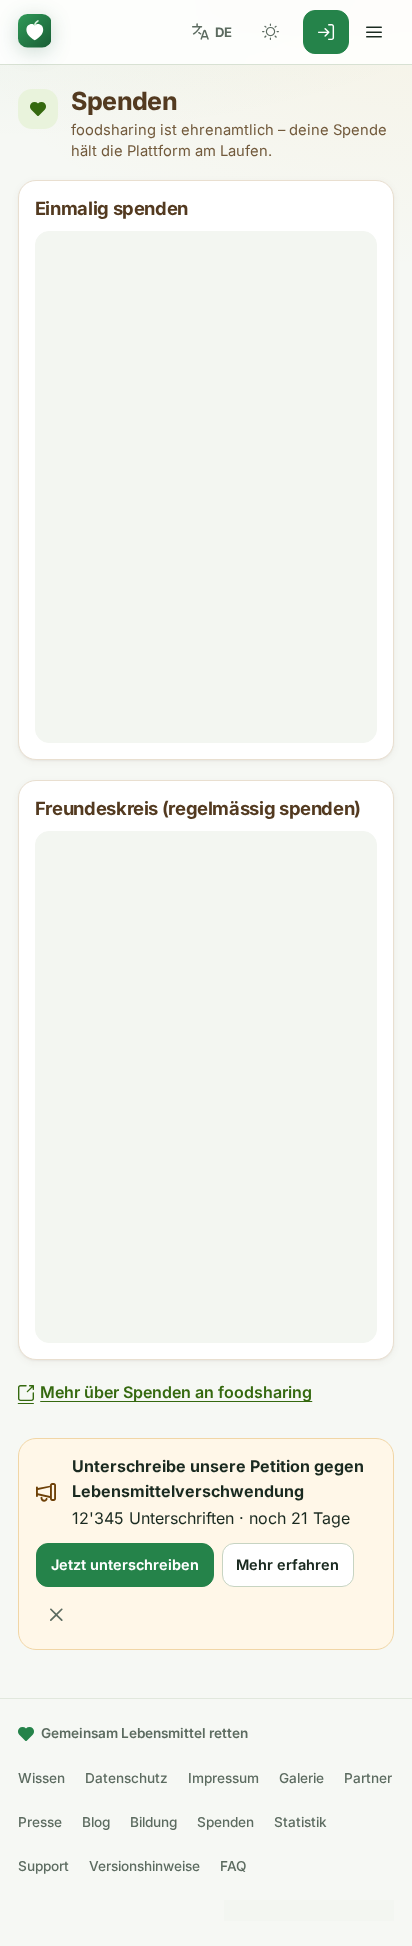 DE
Spenden
foodsharing ist ehrenamtlich – deine Spende
hält die Plattform am Laufen.
Einmalig spenden
Freundeskreis (regelmässig spenden)
Mehr über Spenden an foodsharing
Unterschreibe unsere Petition gegen
Lebensmittelverschwendung
12'345 Unterschriften · noch 21 Tage
Jetzt unterschreiben Mehr erfahren
Gemeinsam Lebensmittel retten
Wissen Datenschutz Impressum Galerie Partner
Presse Blog Bildung Spenden Statistik
Support Versionshinweise FAQ